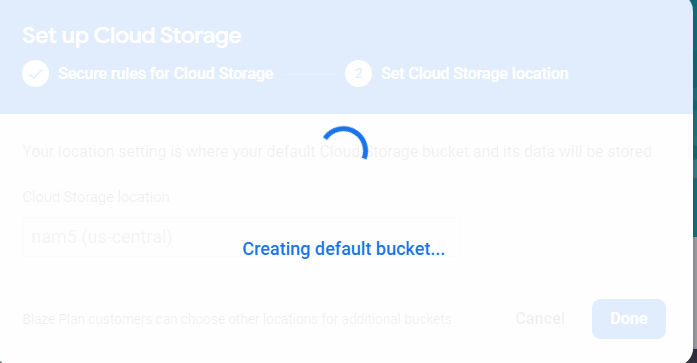 Set up Cloud Storage
Secure rules for Cloud Storage
2 Set Cloud Storage location
Your location setting is where your default Cloud Storage bucket and its data will be stored.
Cloud Storage location
nam5 (us-central)
Creating default bucket...
Blaze Plan customers can choose other locations for additional buckets
Cancel
Done